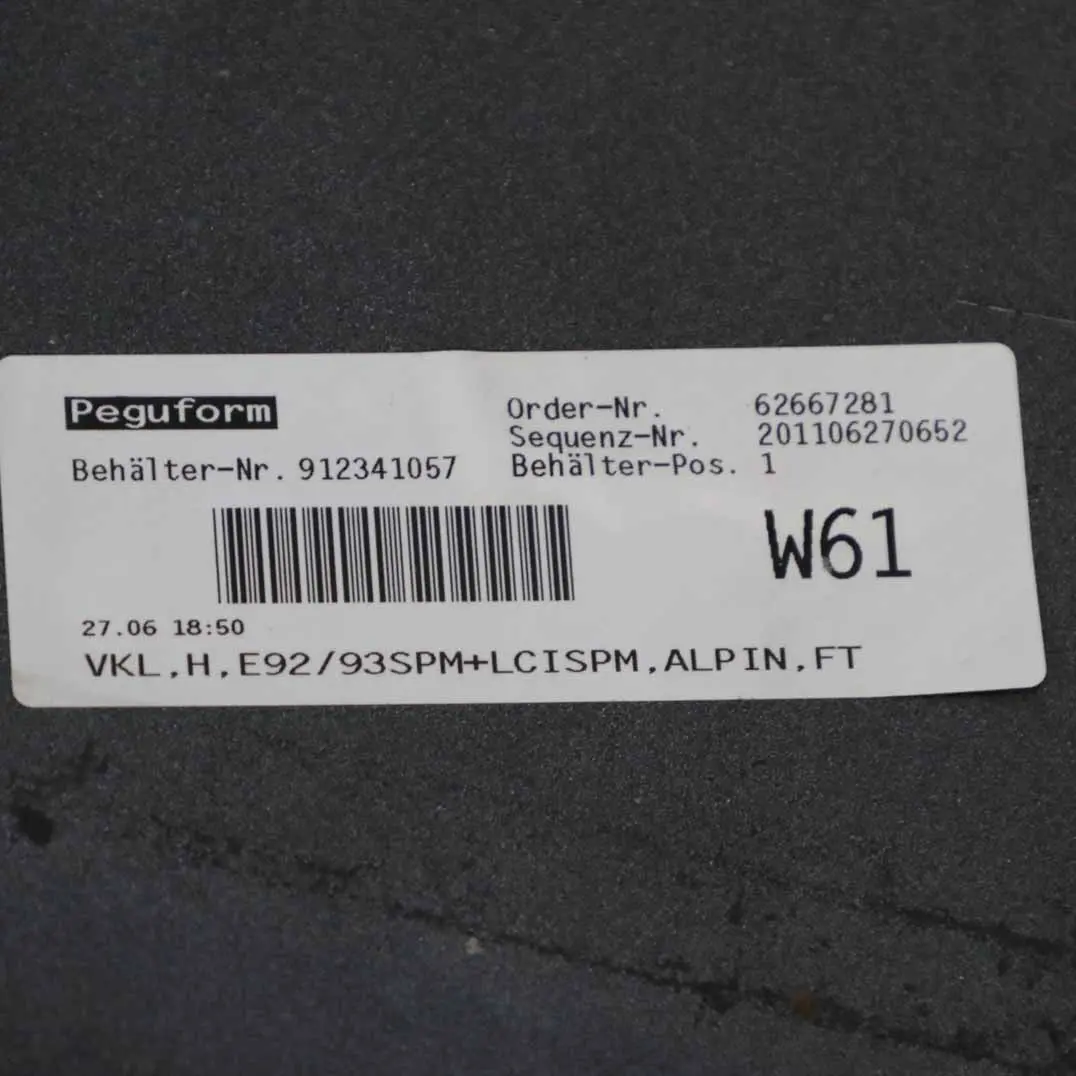 Peguform
Order-Nr. 62667281
Sequenz-Nr. 201106270652
Behälter-Nr. 912341057 Behälter-Pos. 1
W61
27.06 18:50
VKL,H,E92/93SPM+LCISPM,ALPIN,FT